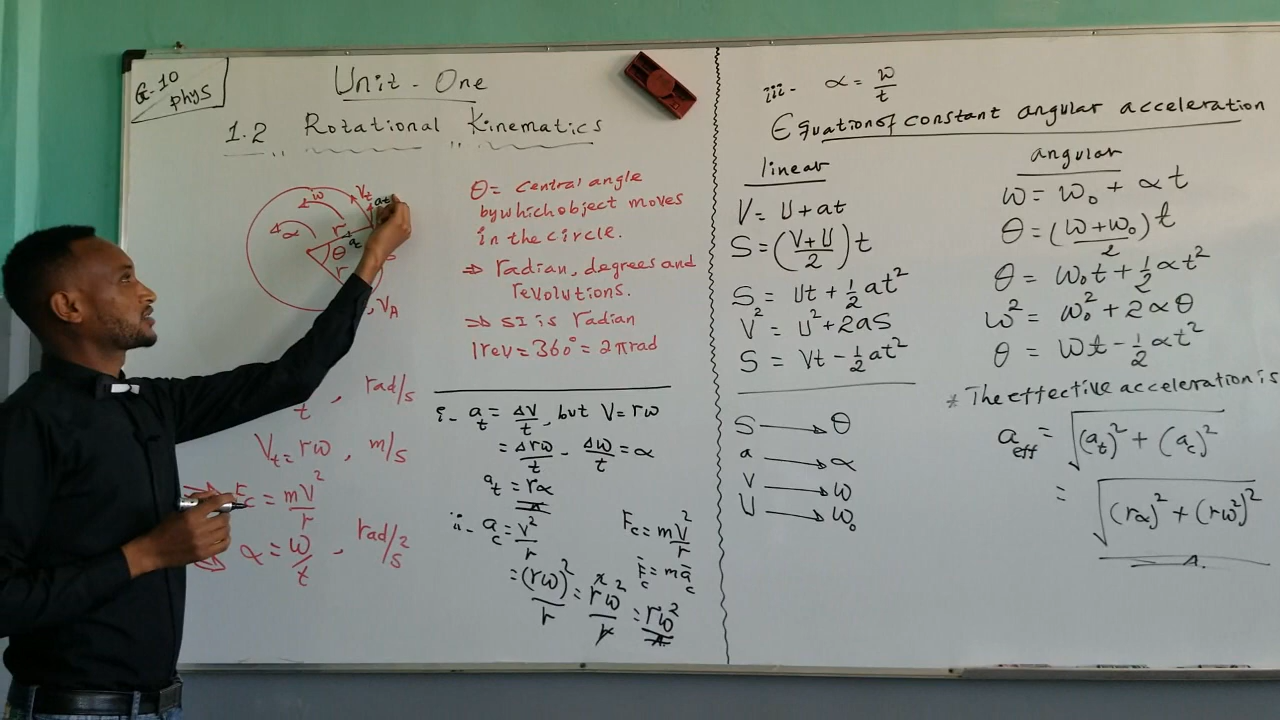 G-10
Phys
Unit - One
1.2 Rotational Kinematics
ω
Vt
at
α
r
ac
θ
r
VA
θ = central angle
by which object moves
in the circle.
⇒ radian, degrees and
revolutions.
⇒ SI is radian
1rev = 360° = 2πrad
t , rad/s
Vt = rω , m/s
⇒ Fc = mV²/r
⇒ α = ω/t , rad/s²
i- at = ΔV/t , but V = rω
= Δrω/t - Δω/t = α
at = rα
ii- ac = V²/r
= (rω)²/r = r²ω²/r = rω²
Fc = mV²/r
Fc = mac
iii- α = ω/t
Equation of constant angular acceleration
linear
V = U + at
S = (V+U/2)t
S = Ut + ½at²
V² = U² + 2aS
S = Vt - ½at²
S → θ
a → α
V → ω
U → ω₀
angular
ω = ω₀ + αt
θ = (ω+ω₀/2)t
θ = ω₀t + ½αt²
ω² = ω₀² + 2αθ
θ = ωt - ½αt²
* The effective acceleration is
aeff = √(at)² + (ac)²
= √(rα)² + (rω²)²